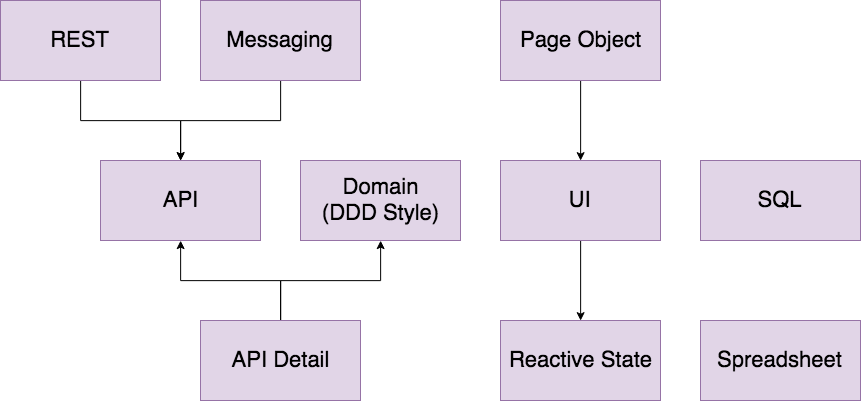 REST
Messaging
Page Object
API
Domain
(DDD Style)
UI
SQL
API Detail
Reactive State
Spreadsheet